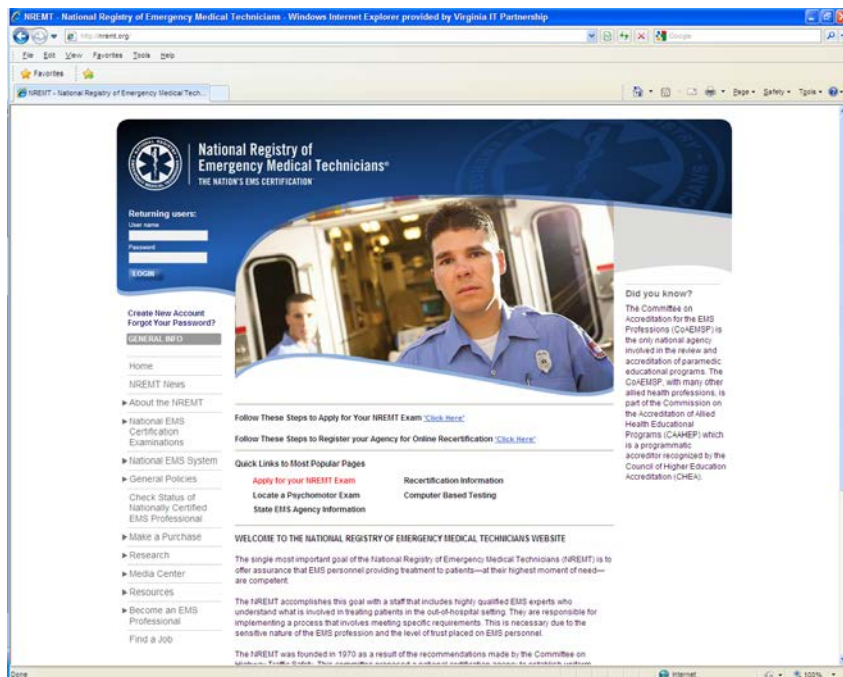 NREMT - National Registry of Emergency Medical Technicians - Windows Internet Explorer provided by Virginia IT Partnership
http://nremt.org
Google
File Edit View Favorites Tools Help
Favorites
NREMT - National Registry of Emergency Medical Tech...
Page Safety Tools
National Registry of
Emergency Medical Technicians®
THE NATION'S EMS CERTIFICATION
Returning users:
User name
Password
LOGIN
Create New Account
Forgot Your Password?
GENERAL INFO
Home
NREMT News
About the NREMT
National EMS
Certification
Examinations
National EMS System
General Policies
Check Status of
Nationally Certified
EMS Professional
Make a Purchase
Research
Media Center
Resources
Become an EMS
Professional
Find a Job
Follow These Steps to Apply for Your NREMT Exam 'Click Here'
Follow These Steps to Register your Agency for Online Recertification 'Click Here'
Quick Links to Most Popular Pages
Apply for your NREMT Exam Recertification Information
Locate a Psychomotor Exam Computer Based Testing
State EMS Agency Information
WELCOME TO THE NATIONAL REGISTRY OF EMERGENCY MEDICAL TECHNICIANS WEBSITE
The single most important goal of the National Registry of Emergency Medical Technicians (NREMT) is to
offer assurance that EMS personnel providing treatment to patients—at their highest moment of need—
are competent.
The NREMT accomplishes this goal with a staff that includes highly qualified EMS experts who
understand what is involved in treating patients in the out-of-hospital setting. They are responsible for
implementing a process that involves meeting specific requirements. This is necessary due to the
sensitive nature of the EMS profession and the level of trust placed on EMS personnel.
The NREMT was founded in 1970 as a result of the recommendations made by the Committee on
Highway Traffic Safety. This committee proposed a national certification agency to establish uniform
Did you know?
The Committee on
Accreditation for the EMS
Professions (CoAEMSP) is
the only national agency
involved in the review and
accreditation of paramedic
educational programs. The
CoAEMSP, with many other
allied health professions, is
part of the Commission on
the Accreditation of Allied
Health Educational
Programs (CAAHEP) which
is a programmatic
accreditor recognized by the
Council of Higher Education
Accreditation (CHEA).
Done
Internet
100%